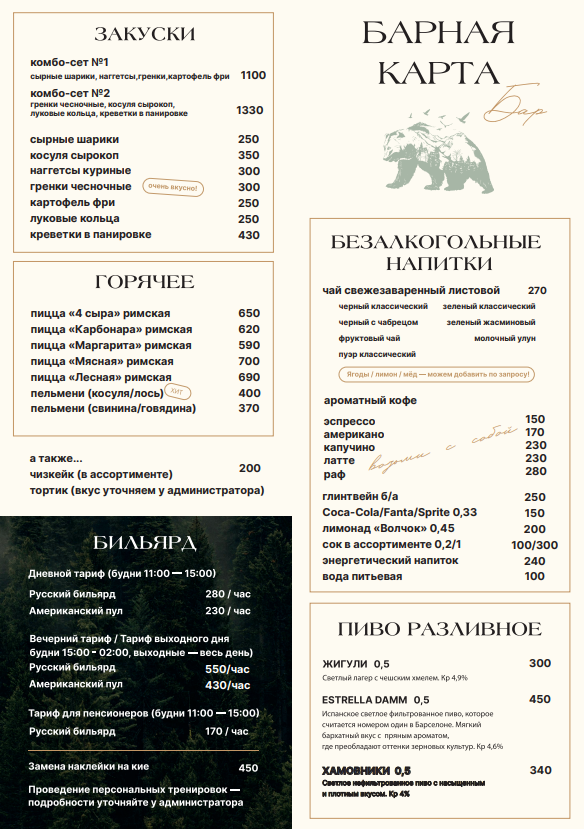 ЗАКУСКИ
комбо-сет №1
сырные шарики, наггетсы,гренки,картофель фри 1100
комбо-сет №2
гренки чесночные, косуля сырокоп,
луковые кольца, креветки в панировке 1330
сырные шарики 250
косуля сырокоп 350
наггетсы куриные 300
гренки чесночные очень вкусно! 300
картофель фри 250
луковые кольца 250
креветки в панировке 430
ГОРЯЧЕЕ
пицца «4 сыра» римская 650
пицца «Карбонара» римская 620
пицца «Маргарита» римская 590
пицца «Мясная» римская 700
пицца «Лесная» римская 690
пельмени (косуля/лось) ХИТ 400
пельмени (свинина/говядина) 370
а также...
чизкейк (в ассортименте) 200
тортик (вкус уточняем у администратора)
БИЛЬЯРД
Дневной тариф (будни 11:00 — 15:00)
Русский бильярд 280 / час
Американский пул 230 / час
Вечерний тариф / Тариф выходного дня
будни 15:00 - 02:00, выходные — весь день)
Русский бильярд 550/час
Американский пул 430/час
Тариф для пенсионеров (будни 11:00 — 15:00)
Русский бильярд 170 / час
Замена наклейки на кие 450
Проведение персональных тренировок —
подробности уточняйте у администратора
БАРНАЯ
КАРТА
Бар
БЕЗАЛКОГОЛЬНЫЕ
НАПИТКИ
чай свежезаваренный листовой 270
черный классический зеленый классический
черный с чабрецом зеленый жасминовый
фруктовый чай молочный улун
пуэр классический
Ягоды / лимон / мёд — можем добавить по запросу!
ароматный кофе
эспрессо 150
американо 170
капучино 230
латте 230
раф 280
возьми с собой
глинтвейн б/а 250
Coca-Cola/Fanta/Sprite 0,33 150
лимонад «Волчок» 0,45 200
сок в ассортименте 0,2/1 100/300
энергетический напиток 240
вода питьевая 100
ПИВО РАЗЛИВНОЕ
ЖИГУЛИ 0,5 300
Светлый лагер с чешским хмелем. Кр 4,9%
ESTRELLA DAMM 0,5 450
Испанское светлое фильтрованное пиво, которое
считается номером один в Барселоне. Мягкий
бархатный вкус с пряным ароматом,
где преобладают оттенки зерновых культур. Кр 4,6%
ХАМОВНИКИ 0,5 340
Светлое нефильтрованное пиво с насыщенным
и плотным вкусом. Кр 4%